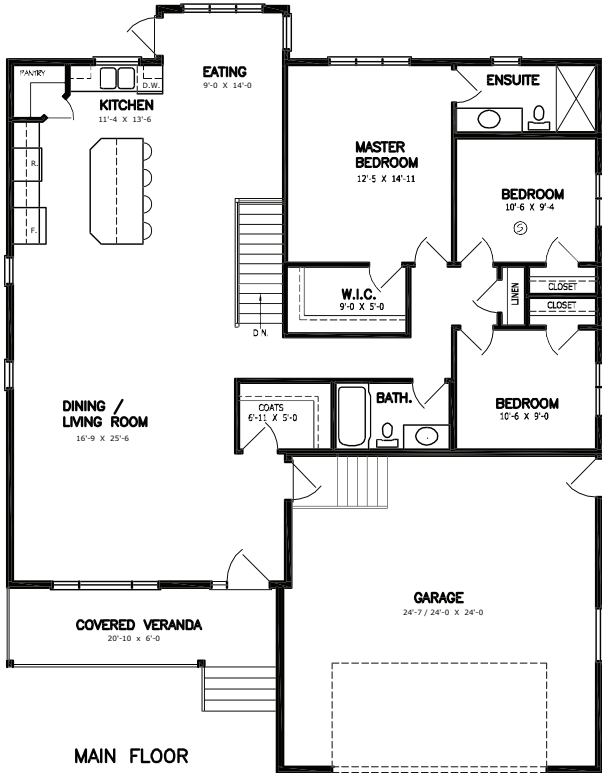 PANTRY
D.W.
KITCHEN
11'-4 X 13'-6
EATING
9'-0 X 14'-0
ENSUITE
R.
F.
MASTER
BEDROOM
12'-5 X 14'-11
BEDROOM
10'-6 X 9'-4
S
W.I.C.
9'-0 X 5'-0
LINEN
CLOSET
CLOSET
D N.
DINING /
LIVING ROOM
16'-9 X 25'-6
COATS
6'-11 X 5'-0
BATH.
BEDROOM
10'-6 X 9'-0
GARAGE
24'-7 / 24'-0 X 24'-0
COVERED VERANDA
20'-10 x 6'-0
MAIN FLOOR